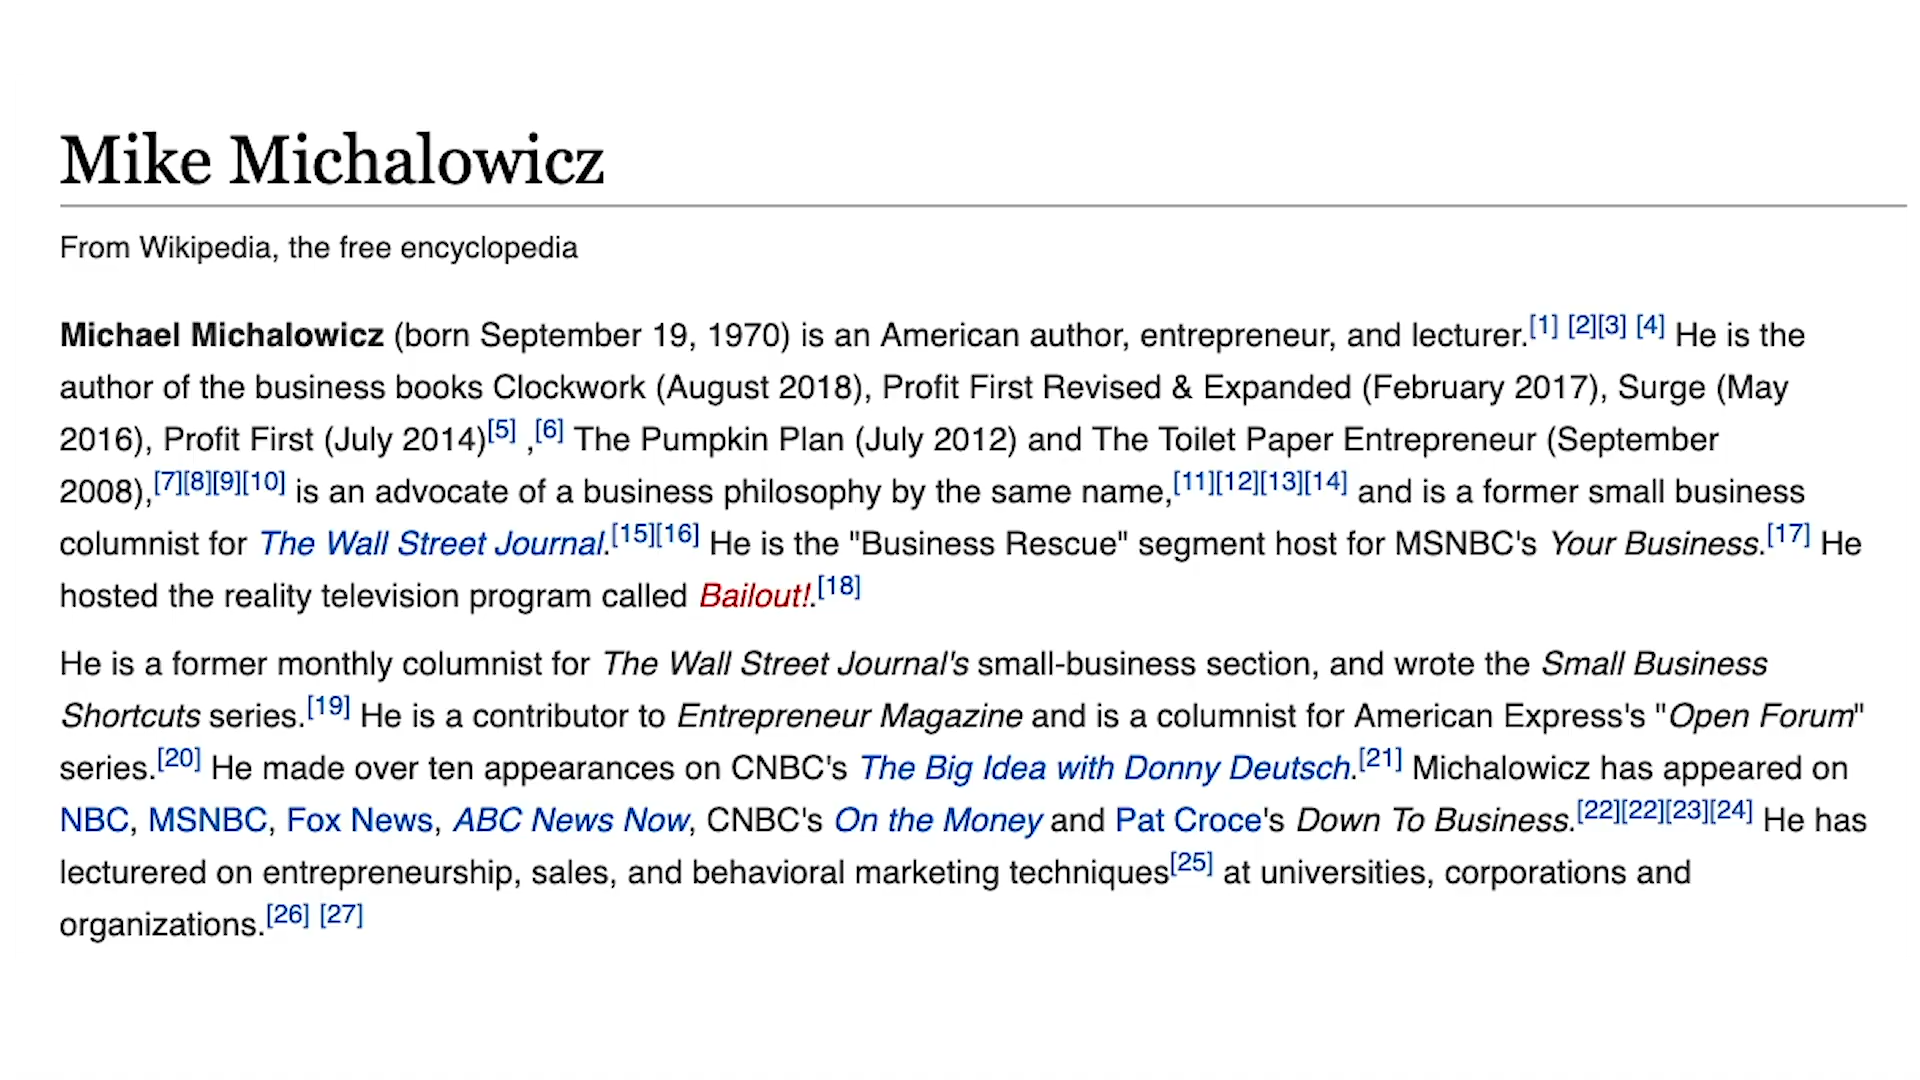 Mike Michalowicz
From Wikipedia, the free encyclopedia
Michael Michalowicz (born September 19, 1970) is an American author, entrepreneur, and lecturer.[1] [2][3] [4] He is the
author of the business books Clockwork (August 2018), Profit First Revised & Expanded (February 2017), Surge (May
2016), Profit First (July 2014)[5] ,[6] The Pumpkin Plan (July 2012) and The Toilet Paper Entrepreneur (September
2008),[7][8][9][10] is an advocate of a business philosophy by the same name,[11][12][13][14] and is a former small business
columnist for The Wall Street Journal.[15][16] He is the "Business Rescue" segment host for MSNBC's Your Business.[17] He
hosted the reality television program called Bailout!.[18]
He is a former monthly columnist for The Wall Street Journal's small-business section, and wrote the Small Business
Shortcuts series.[19] He is a contributor to Entrepreneur Magazine and is a columnist for American Express's "Open Forum"
series.[20] He made over ten appearances on CNBC's The Big Idea with Donny Deutsch.[21] Michalowicz has appeared on
NBC, MSNBC, Fox News, ABC News Now, CNBC's On the Money and Pat Croce's Down To Business.[22][22][23][24] He has
lecturered on entrepreneurship, sales, and behavioral marketing techniques[25] at universities, corporations and
organizations.[26] [27]